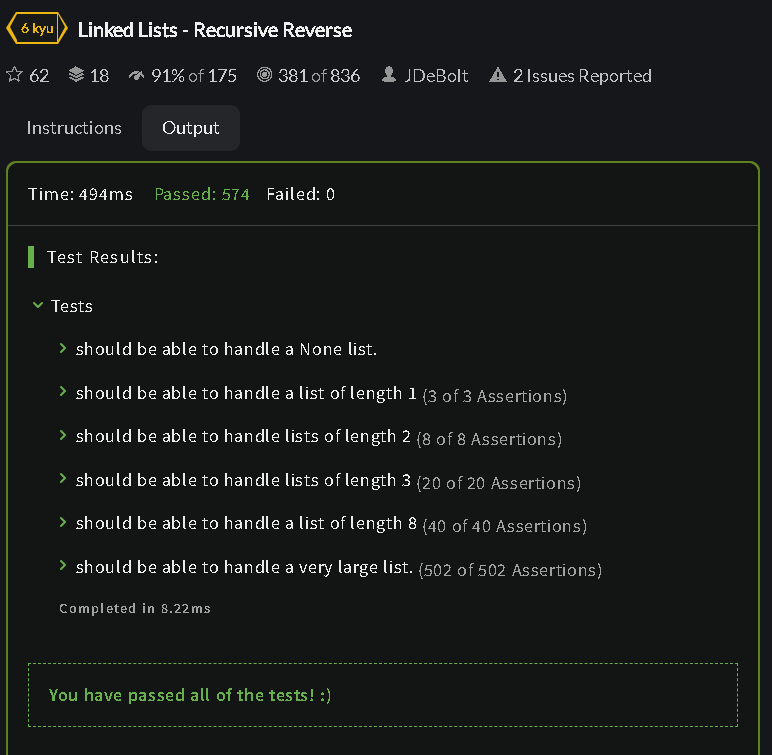 6 kyu Linked Lists - Recursive Reverse
62 18 91% of 175 381 of 836 JDeBolt 2 Issues Reported
Instructions Output
Time: 494ms Passed: 574 Failed: 0
Test Results:
Tests
should be able to handle a None list.
should be able to handle a list of length 1 (3 of 3 Assertions)
should be able to handle lists of length 2 (8 of 8 Assertions)
should be able to handle lists of length 3 (20 of 20 Assertions)
should be able to handle a list of length 8 (40 of 40 Assertions)
should be able to handle a very large list. (502 of 502 Assertions)
Completed in 8.22ms
You have passed all of the tests! :)